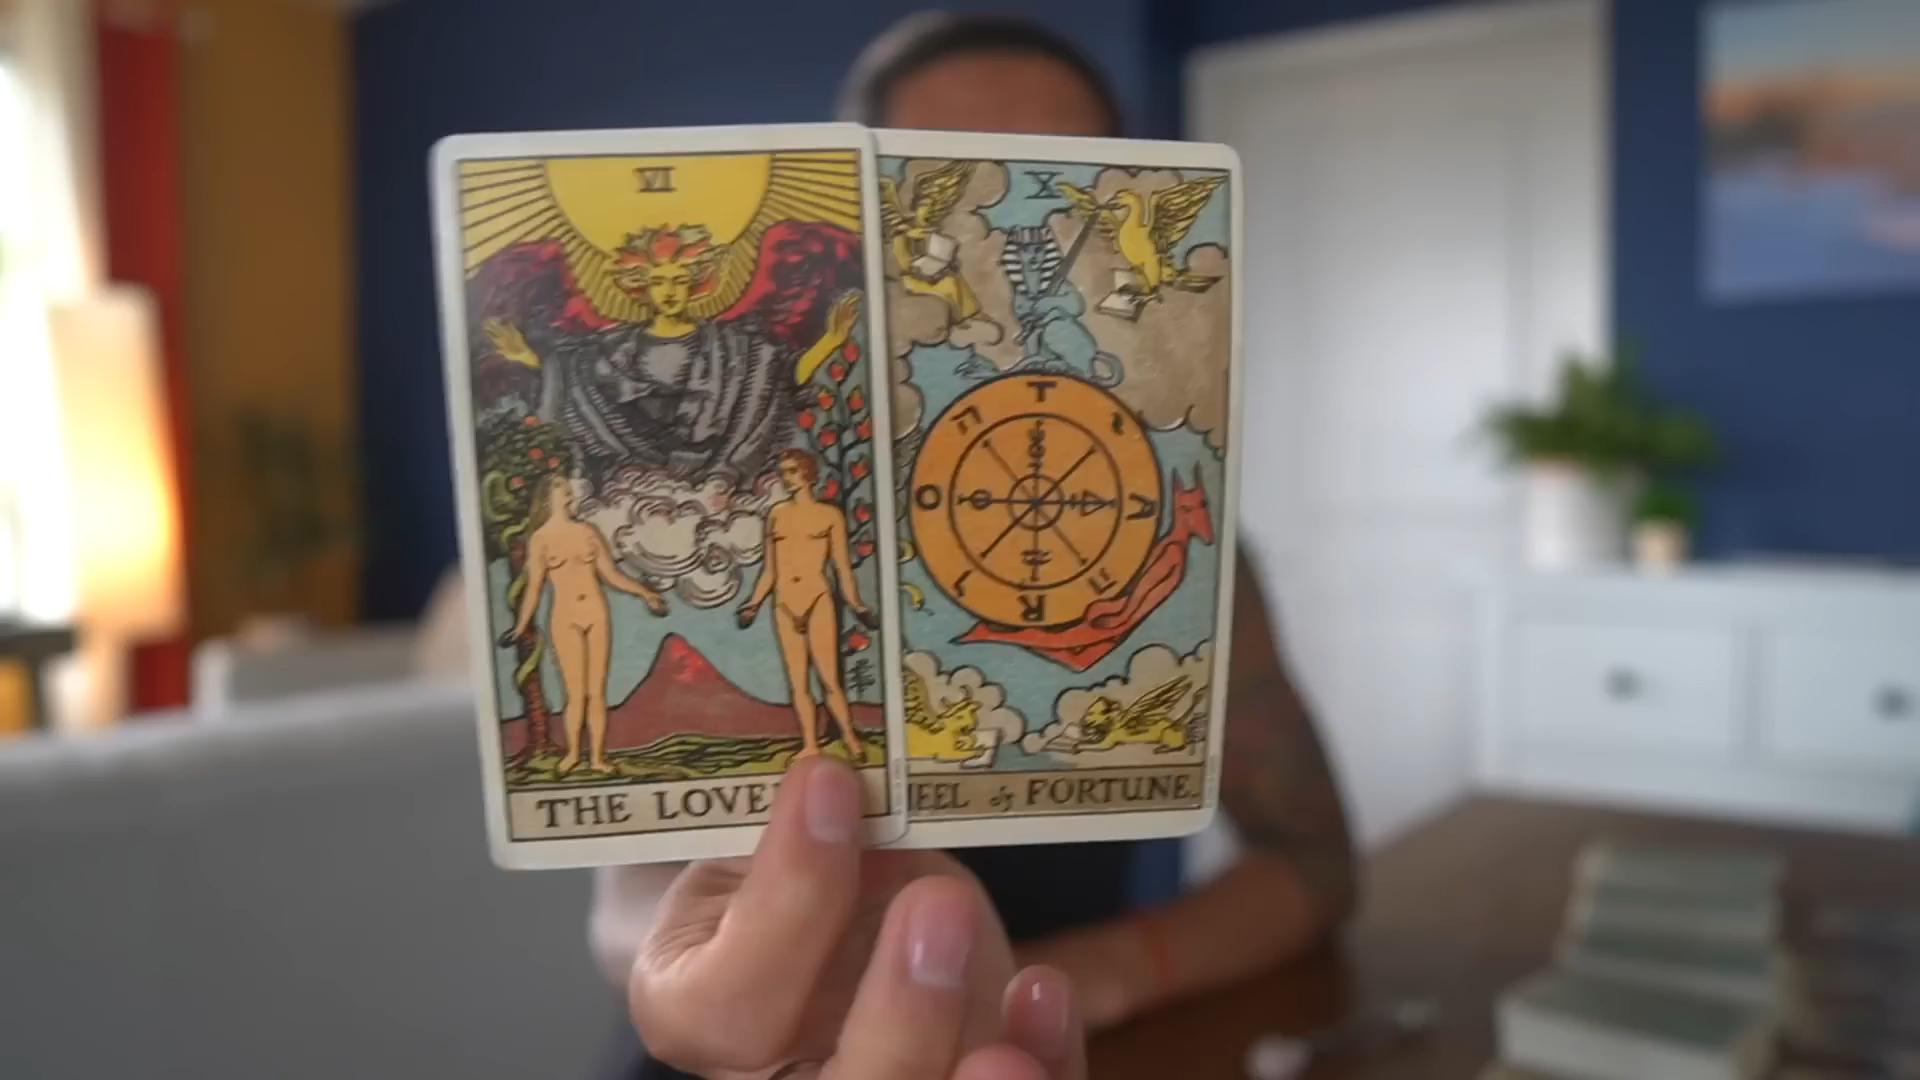 VI
THE LOVE
X
T
A
R
O
ה
ו
ה
י
EEL of FORTUNE.